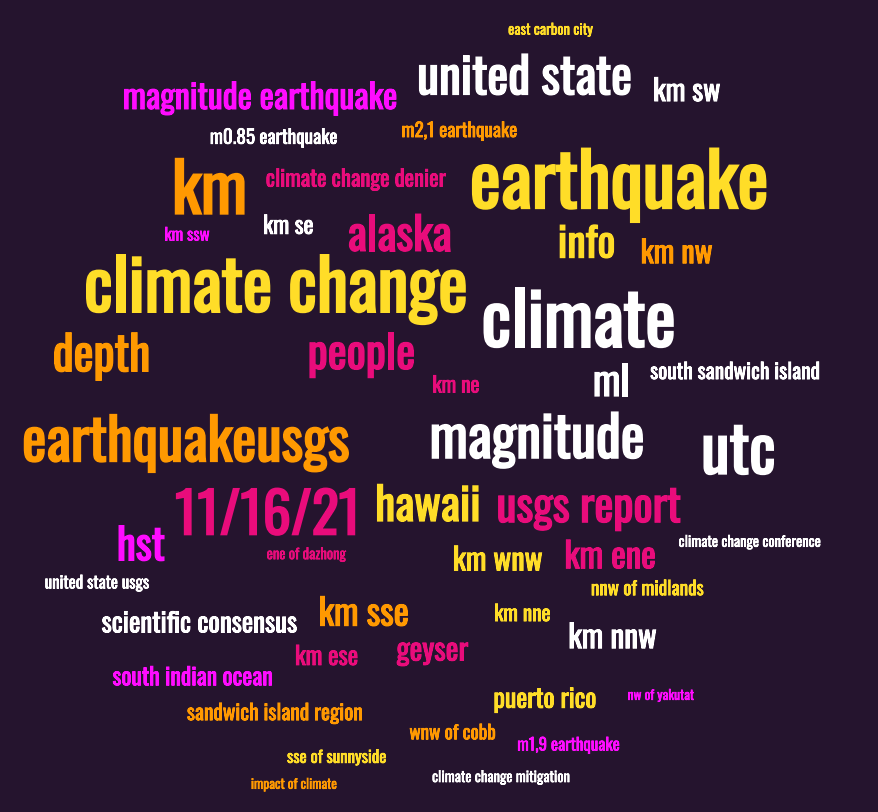 east carbon city
united state
magnitude earthquake
km sw
m0.85 earthquake
m2,1 earthquake
earthquake
km
climate change denier
km ssw
km se
alaska
info
km nw
climate change
climate
depth
people
km ne
ml
south sandwich island
earthquakeusgs
magnitude
utc
11/16/21
hawaii
usgs report
hst
ene of dazhong
climate change conference
km wnw
km ene
united state usgs
nnw of midlands
scientific consensus
km sse
km nne
km nnw
km ese
geyser
south indian ocean
puerto rico
nw of yakutat
sandwich island region
wnw of cobb
m1,9 earthquake
sse of sunnyside
impact of climate
climate change mitigation